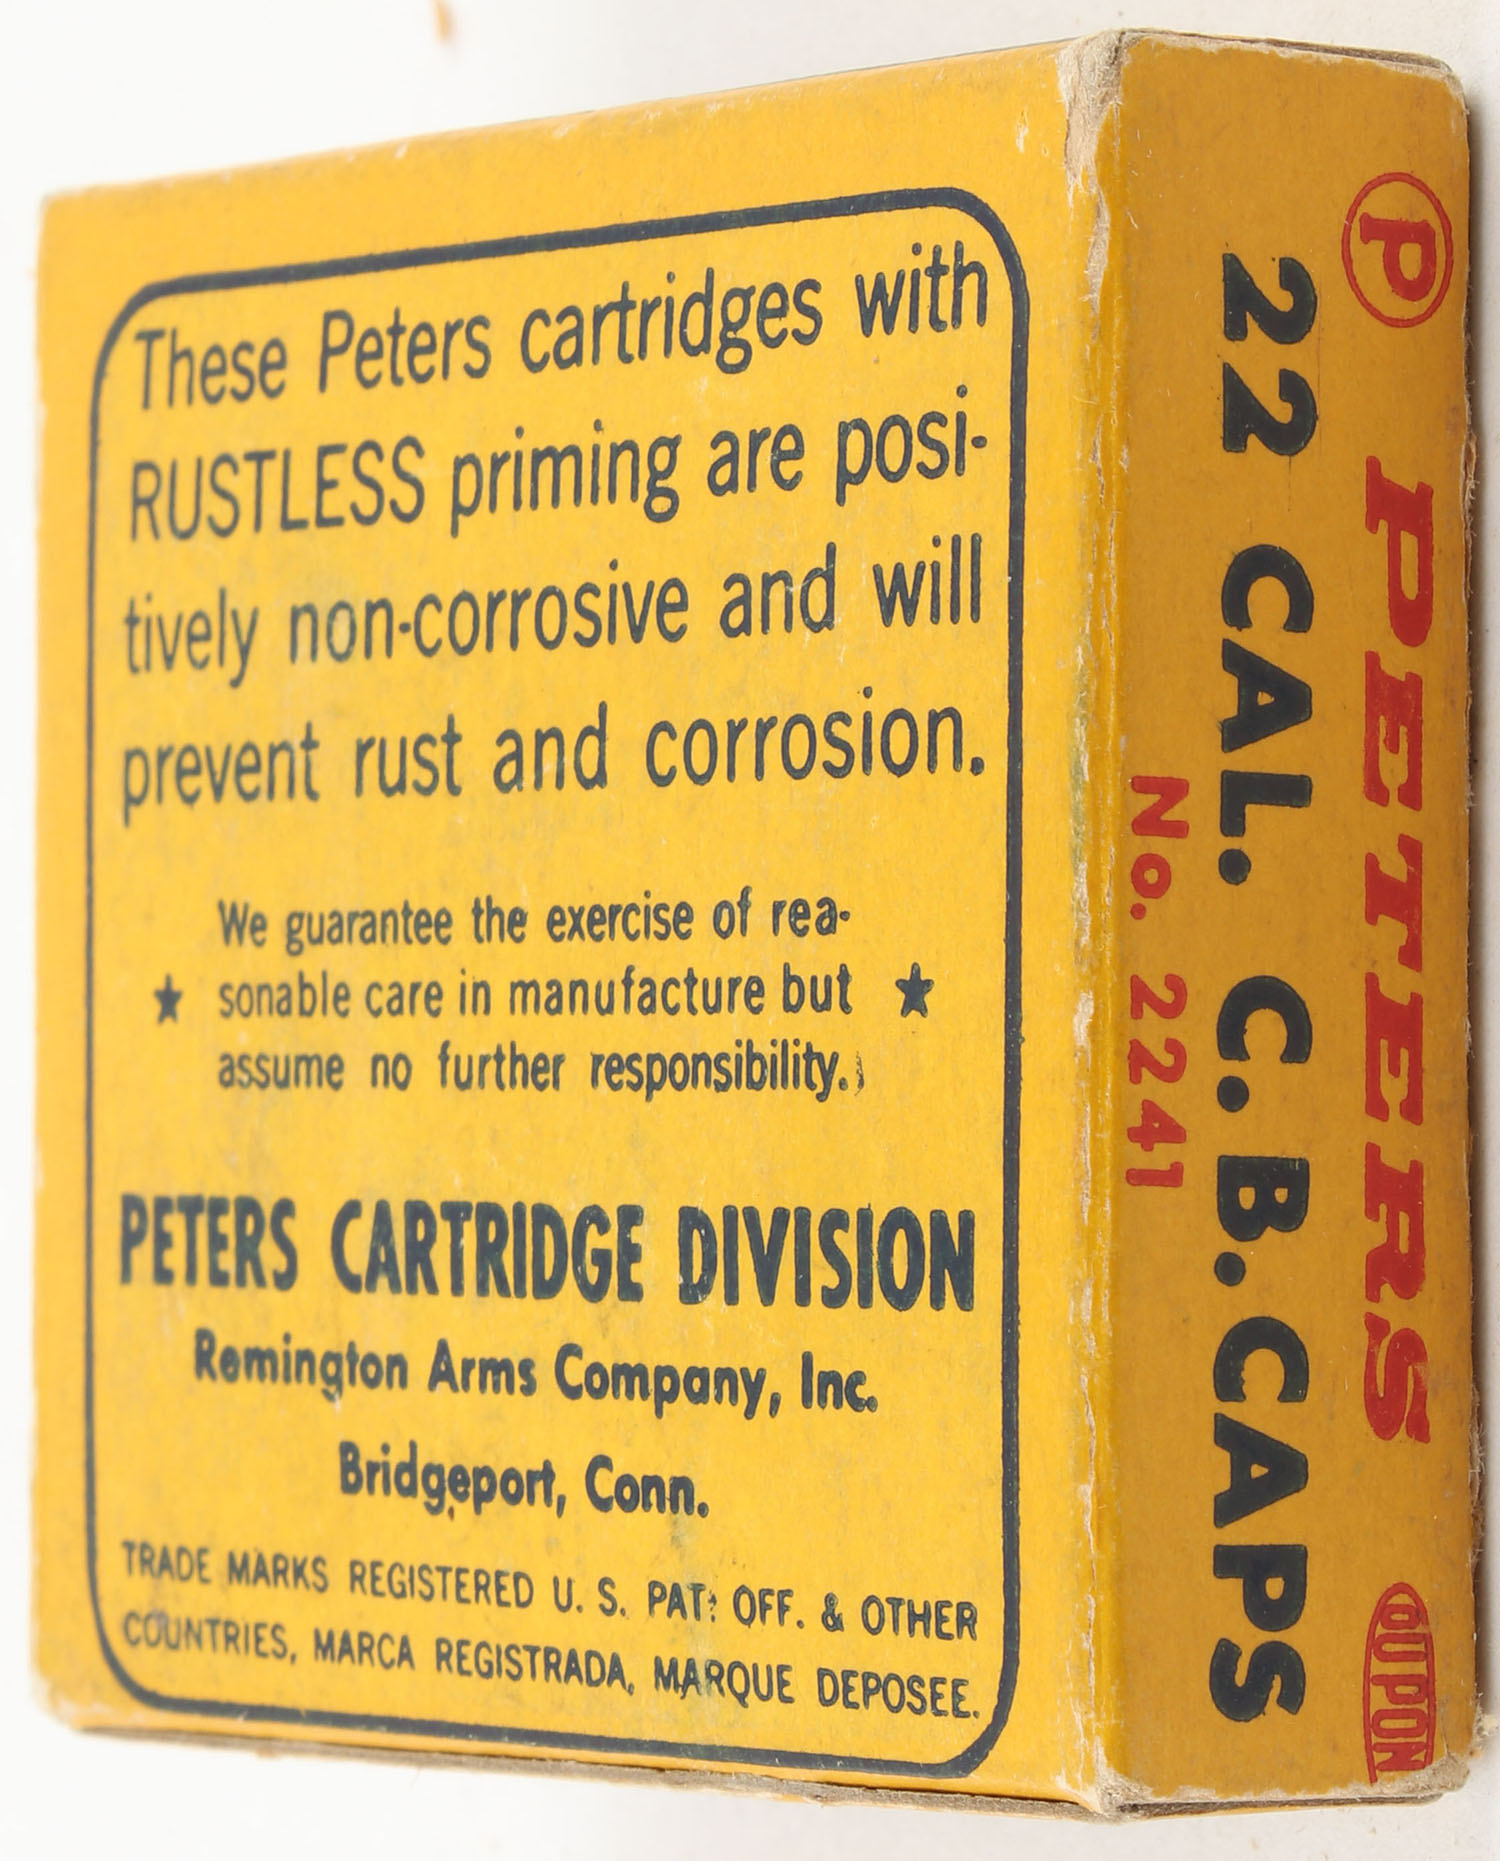 These Peters cartridges with
RUSTLESS priming are posi-
tively non-corrosive and will
prevent rust and corrosion.
We guarantee the exercise of rea-
★ sonable care in manufacture but ★
assume no further responsibility.
PETERS CARTRIDGE DIVISION
Remington Arms Company, Inc.
Bridgeport, Conn.
TRADE MARKS REGISTERED U. S. PAT. OFF. & OTHER
COUNTRIES, MARCA REGISTRADA, MARQUE DEPOSEE.
P PETERS DUPONT
22 CAL. C.B.CAPS
No. 2241